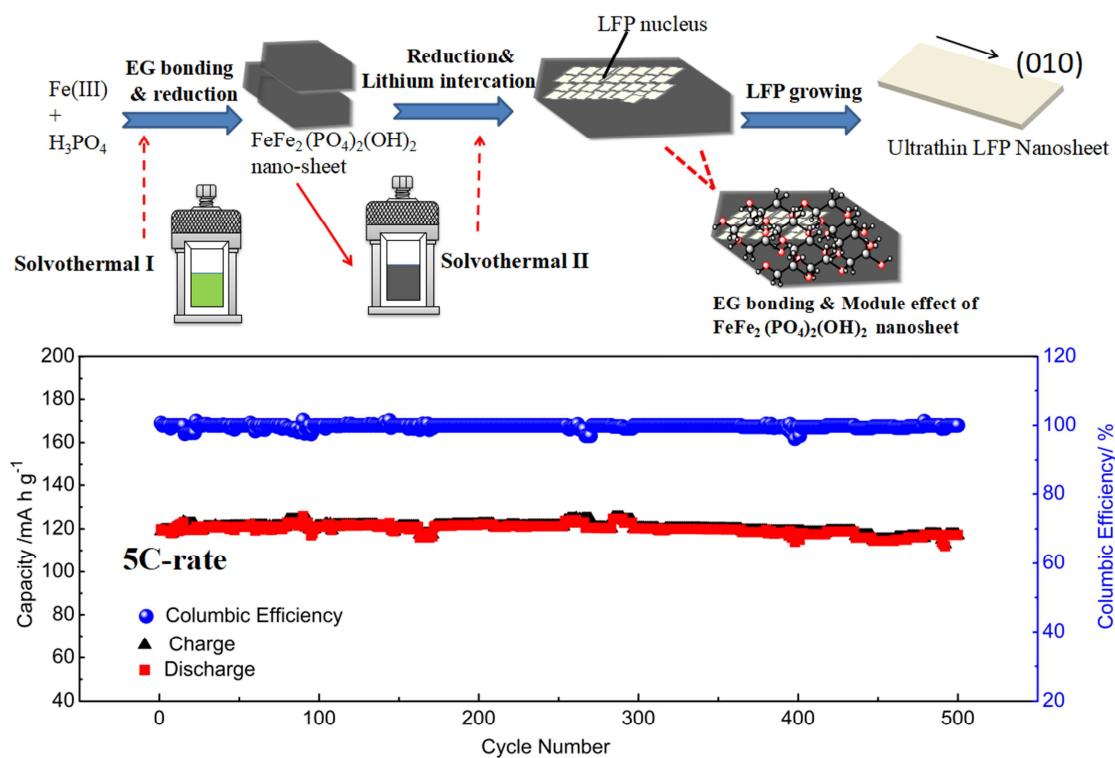 LFP nucleus
Fe(III)
+
H₃PO₄
EG bonding
& reduction
FeFe₂(PO₄)₂(OH)₂
nano-sheet
Reduction&
Lithium intercation
LFP growing
(010)
Ultrathin LFP Nanosheet
Solvothermal I
Solvothermal II
EG bonding & Module effect of
FeFe₂(PO₄)₂(OH)₂ nanosheet
200
180
160
140
120
100
80
60
40
Capacity /mA h g⁻¹
5C-rate
Columbic Efficiency
Charge
Discharge
120
100
80
60
40
20
Columbic Efficiency/ %
0
100
200
300
400
500
Cycle Number